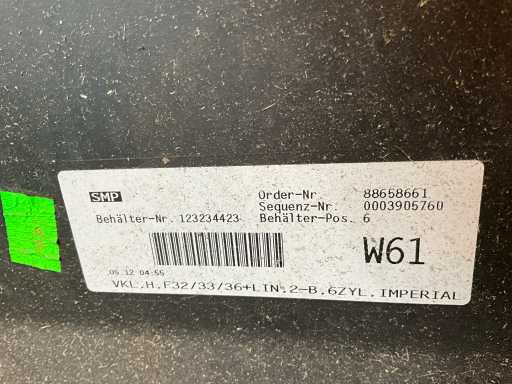 SMP
Order-Nr. 88658661
Sequenz-Nr. 0003905760
Behälter-Nr. 123234423 Behälter-Pos. 6
W61
05.12 04:55
VKL.H.F32/33/36+LIN.2-B.6ZYL.IMPERIAL